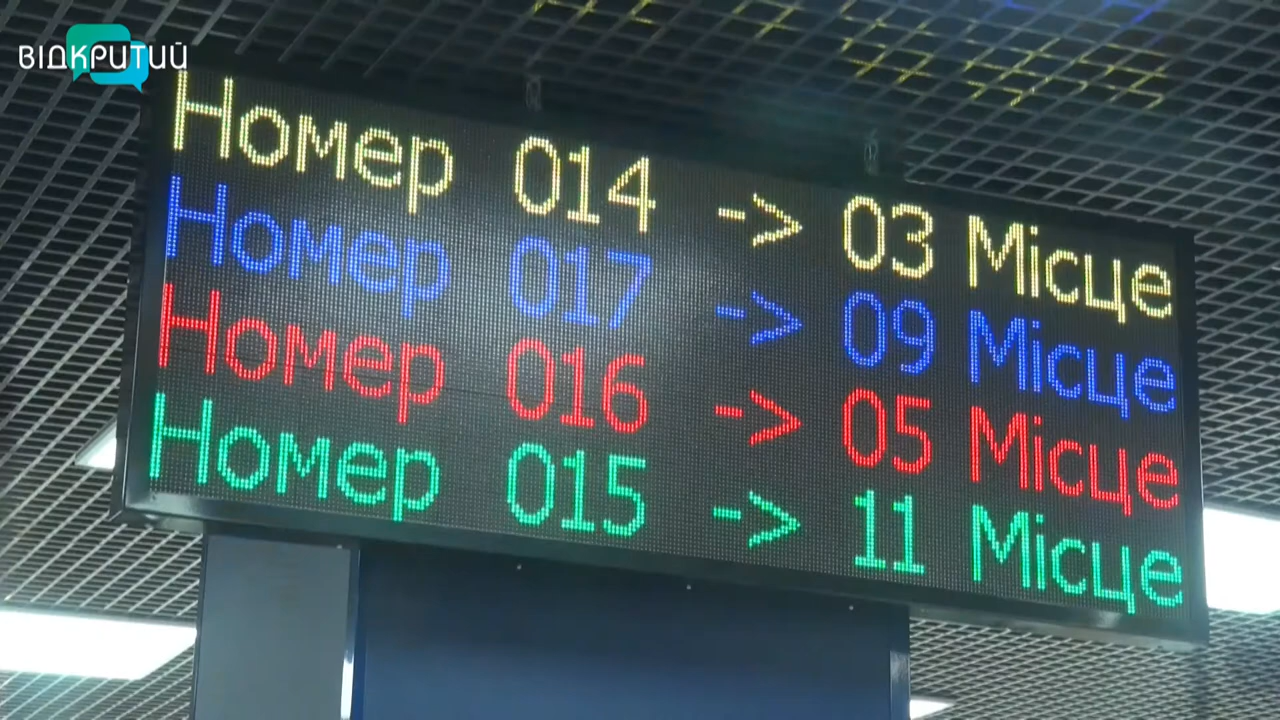 ВІДКРИТИЙ
Номер 014 -> 03 Місце
Номер 017 -> 09 Місце
Номер 016 -> 05 Місце
Номер 015 -> 11 Місце